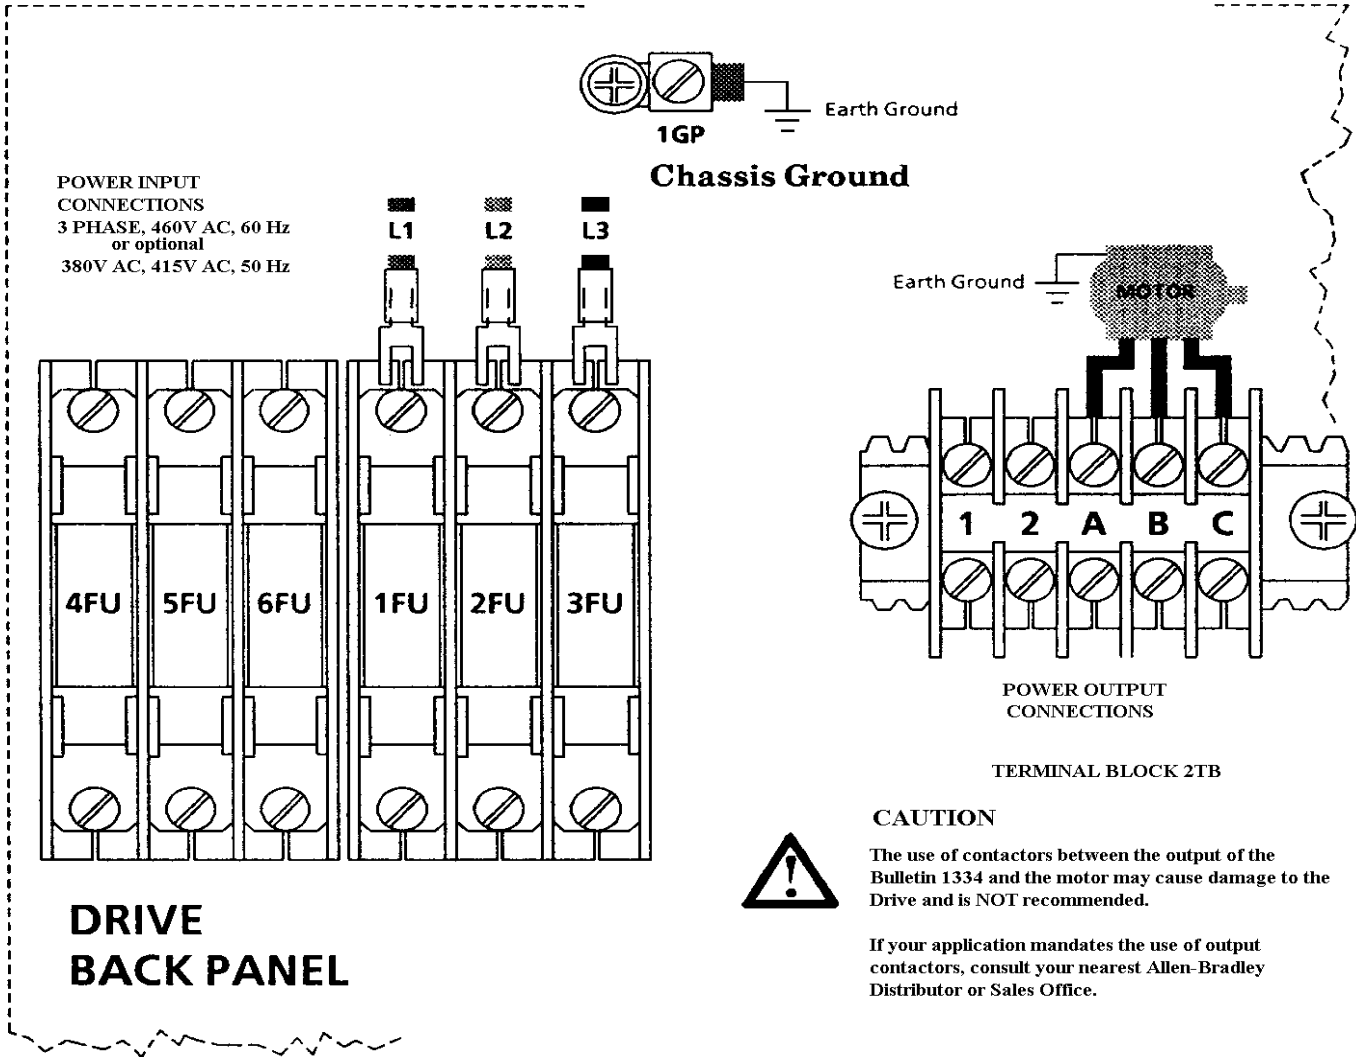 Earth Ground
1GP
Chassis Ground
POWER INPUT
CONNECTIONS
3 PHASE, 460V AC, 60 Hz
or optional
380V AC, 415V AC, 50 Hz
L1 L2 L3
Earth Ground
MOTOR
1 2 A B C
4FU 5FU 6FU 1FU 2FU 3FU
POWER OUTPUT
CONNECTIONS
TERMINAL BLOCK 2TB
CAUTION
The use of contactors between the output of the
Bulletin 1334 and the motor may cause damage to the
Drive and is NOT recommended.
If your application mandates the use of output
contactors, consult your nearest Allen-Bradley
Distributor or Sales Office.
DRIVE
BACK PANEL